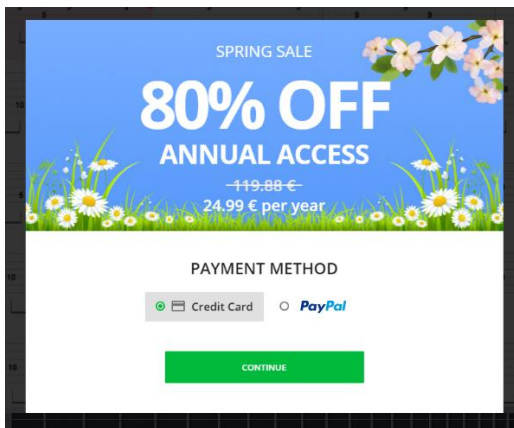 SPRING SALE
80% OFF
ANNUAL ACCESS
119.88 €
24.99 € per year
PAYMENT METHOD
Credit Card
PayPal
CONTINUE